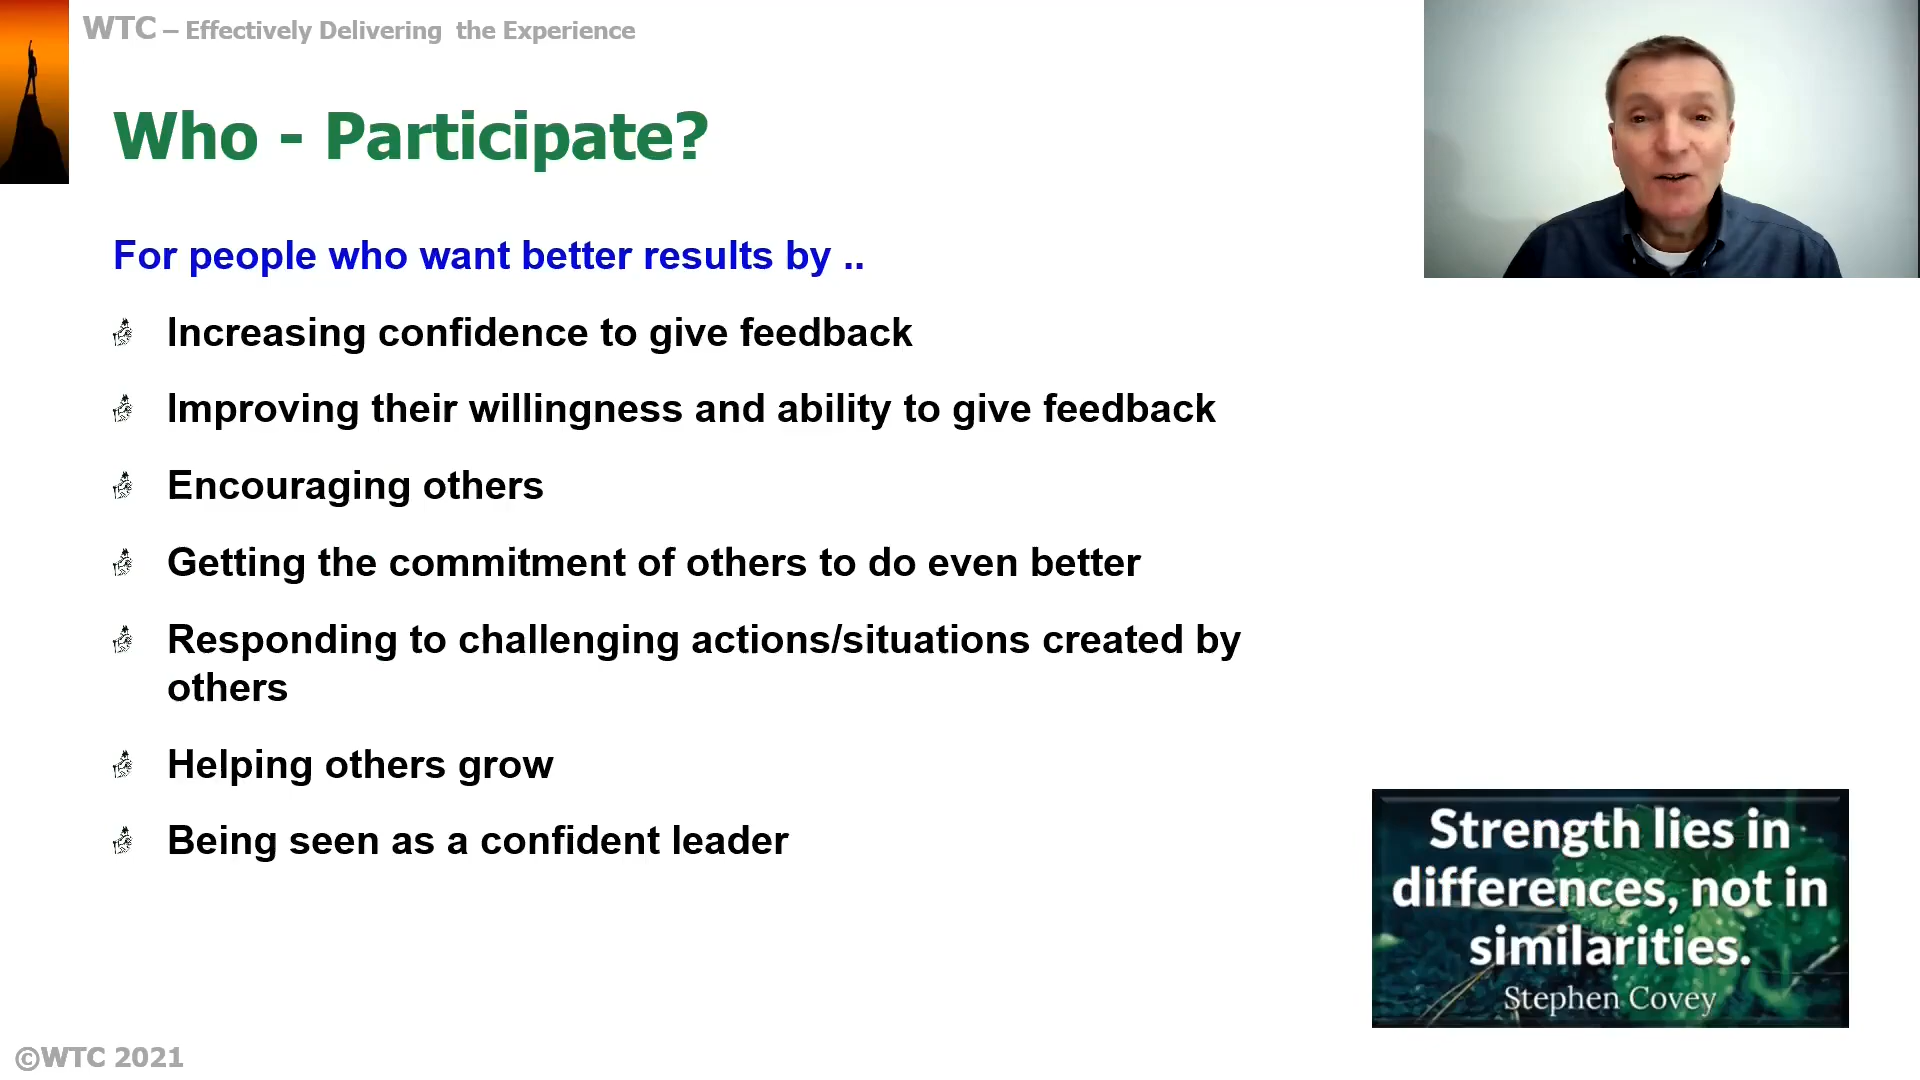 WTC – Effectively Delivering the Experience
Who - Participate?
For people who want better results by ..
Increasing confidence to give feedback
Improving their willingness and ability to give feedback
Encouraging others
Getting the commitment of others to do even better
Responding to challenging actions/situations created by
others
Helping others grow
Being seen as a confident leader
Strength lies in
differences, not in
similarities.
Stephen Covey
©WTC 2021